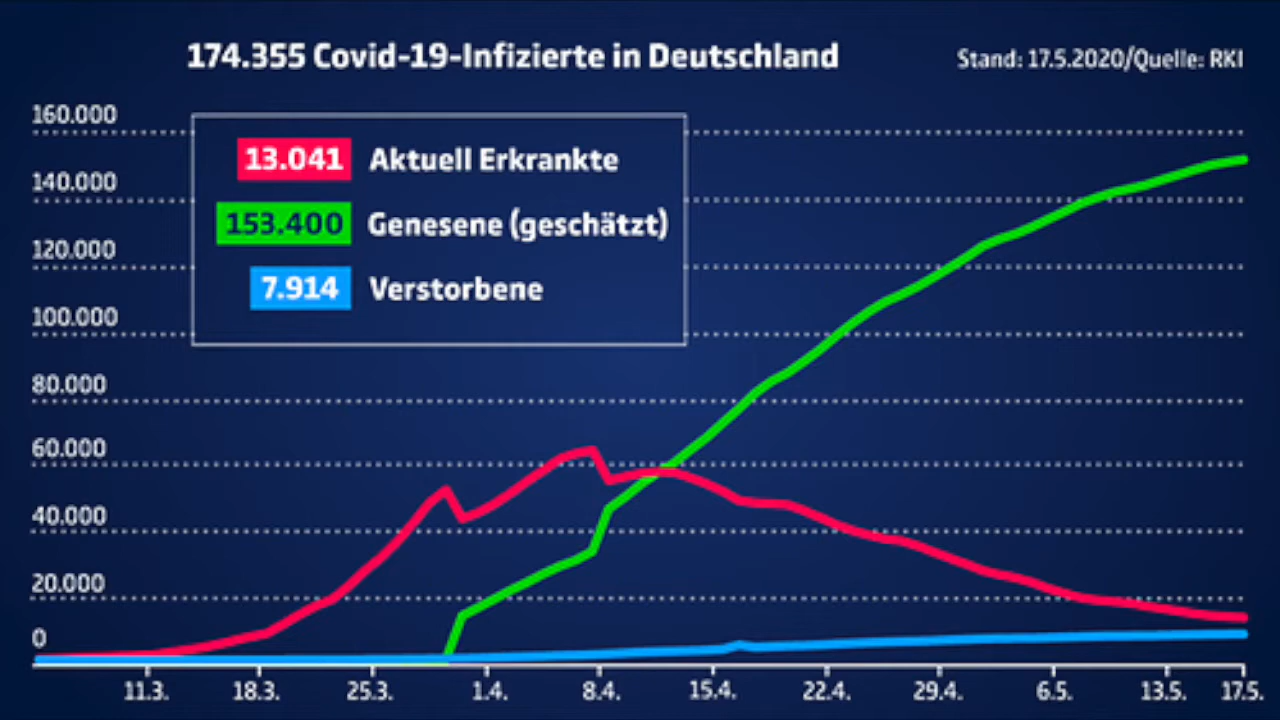 174.355 Covid-19-Infizierte in Deutschland
Stand: 17.5.2020/Quelle: RKI
160.000
13.041 Aktuell Erkrankte
140.000
153.400 Genesene (geschätzt)
120.000
7.914 Verstorbene
100.000
80.000
60.000
40.000
20.000
0
11.3. 18.3. 25.3. 1.4. 8.4. 15.4. 22.4. 29.4. 6.5. 13.5. 17.5.